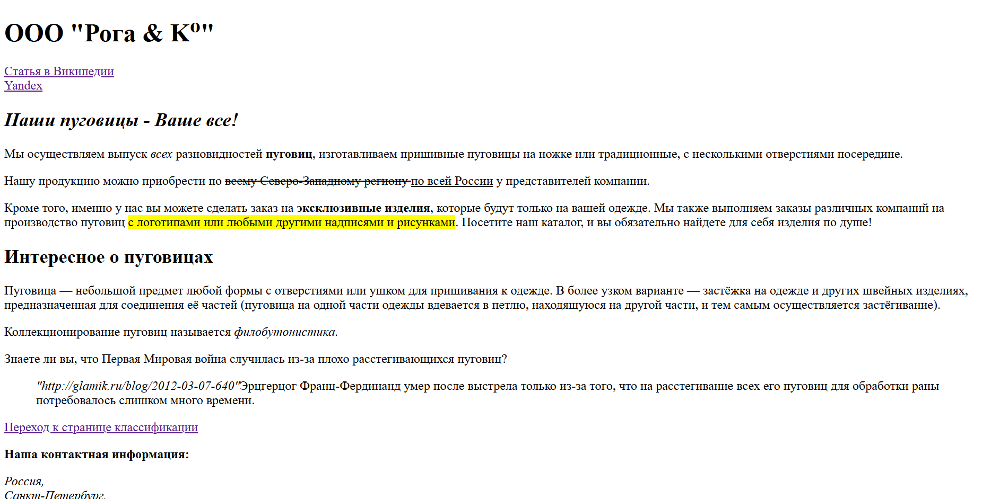 ООО "Рога & Kº"
Статья в Википедии
Yandex
Наши пуговицы - Ваше все!
Мы осуществляем выпуск всех разновидностей пуговиц, изготавливаем пришивные пуговицы на ножке или традиционные, с несколькими отверстиями посередине.
Нашу продукцию можно приобрести по всему Северо-Западному региону по всей России у представителей компании.
Кроме того, именно у нас вы можете сделать заказ на эксклюзивные изделия, которые будут только на вашей одежде. Мы также выполняем заказы различных компаний на
производство пуговиц с логотипами или любыми другими надписями и рисунками. Посетите наш каталог, и вы обязательно найдете для себя изделия по душе!
Интересное о пуговицах
Пуговица — небольшой предмет любой формы с отверстиями или ушком для пришивания к одежде. В более узком варианте — застёжка на одежде и других швейных изделиях,
предназначенная для соединения её частей (пуговица на одной части одежды вдевается в петлю, находящуюся на другой части, и тем самым осуществляется застёгивание).
Коллекционирование пуговиц называется филобутонистика.
Знаете ли вы, что Первая Мировая война случилась из-за плохо расстегивающихся пуговиц?
"http://glamik.ru/blog/2012-03-07-640"Эрцгерцог Франц-Фердинанд умер после выстрела только из-за того, что на расстегивание всех его пуговиц для обработки раны
потребовалось слишком много времени.
Переход к странице классификации
Наша контактная информация:
Россия,
Санкт-Петербург,